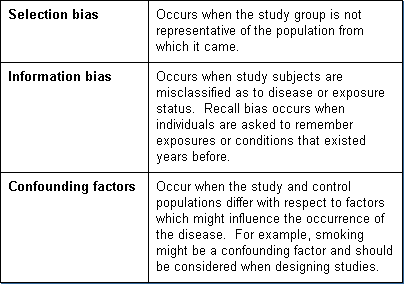 Selection bias
Occurs when the study group is not
representative of the population from
which it came.
Information bias
Occurs when study subjects are
misclassified as to disease or exposure
status.  Recall bias occurs when
individuals are asked to remember
exposures or conditions that existed
years before.
Confounding factors
Occur when the study and control
populations differ with respect to factors
which might influence the occurrence of
the disease.  For example, smoking
might be a confounding factor and should
be considered when designing studies.